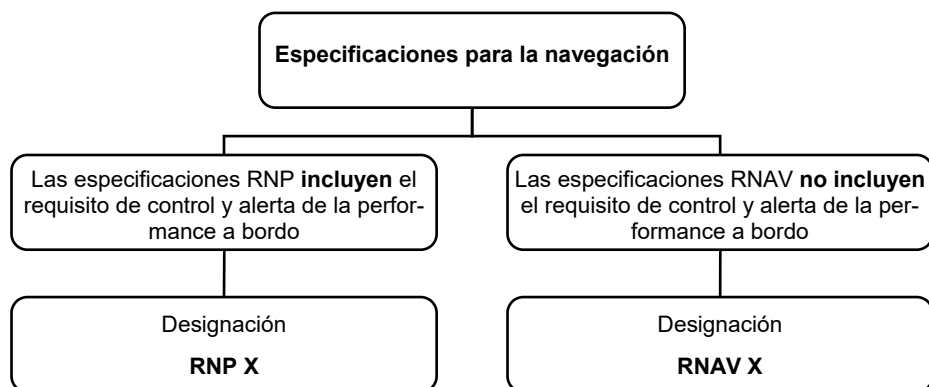 Especificaciones para la navegación
Las especificaciones RNP incluyen el
requisito de control y alerta de la perfor-
mance a bordo
Las especificaciones RNAV no incluyen
el requisito de control y alerta de la per-
formance a bordo
Designación
RNP X
Designación
RNAV X